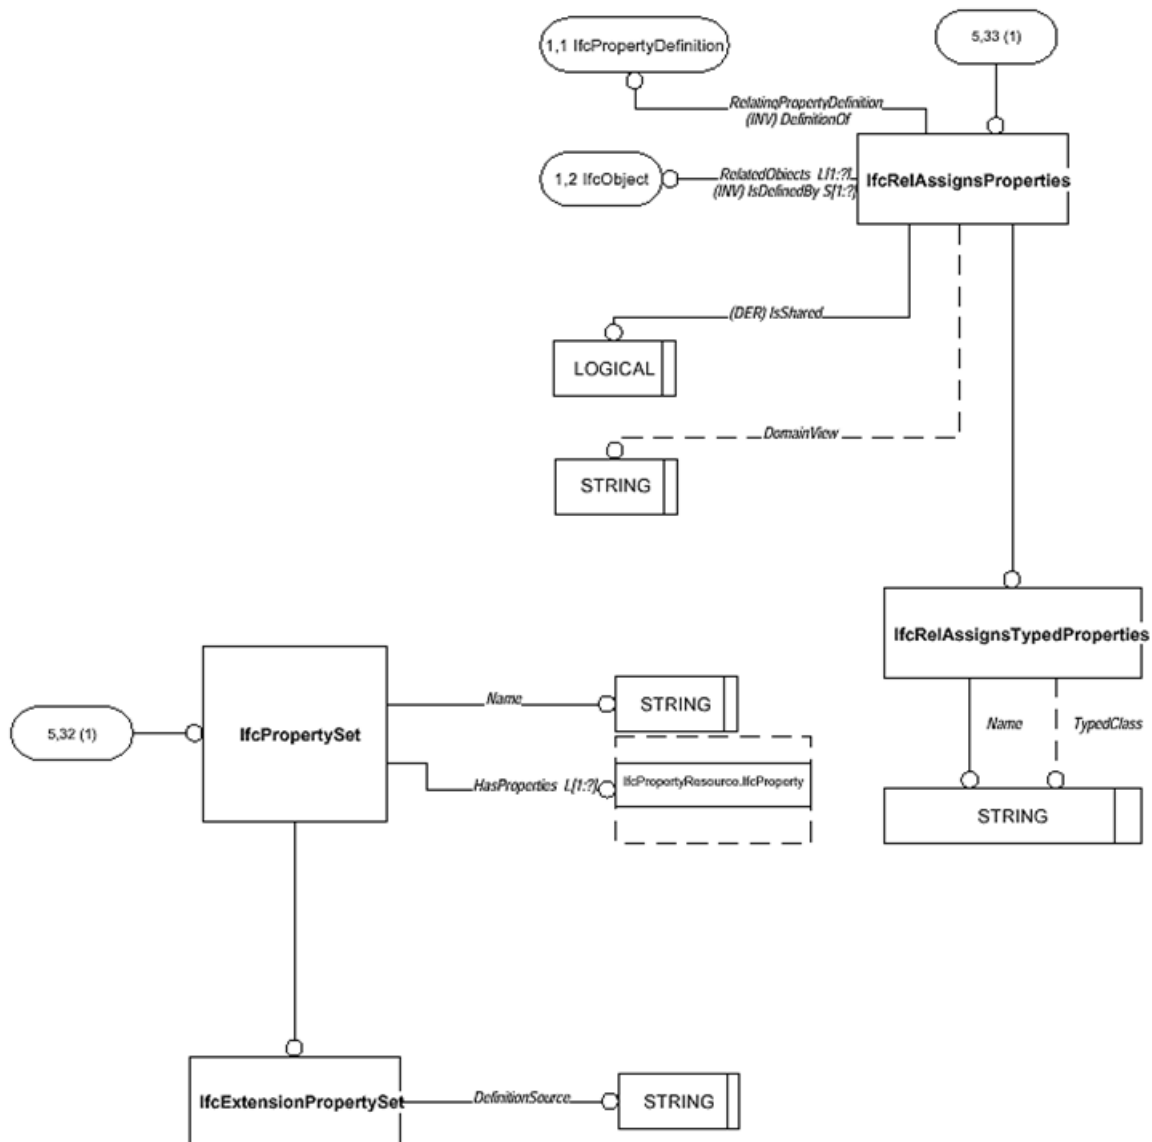 1,1 IfcPropertyDefinition
5,33 (1)
RelatingPropertyDefinition
(INV) DefinitionOf
1,2 IfcObject
RelatedObjects L[1:?]
(INV) IsDefinedBy S[1:?]
IfcRelAssignsProperties
(DER) IsShared
LOGICAL
DomainView
STRING
IfcRelAssignsTypedProperties
Name
TypedClass
STRING
5,32 (1)
IfcPropertySet
Name
STRING
HasProperties L[1:?]
IfcPropertyResource.IfcProperty
IfcExtensionPropertySet
DefinitionSource
STRING